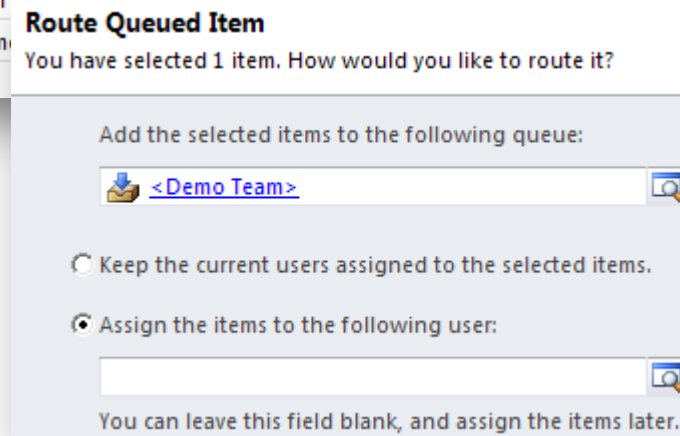 Route Queued Item
You have selected 1 item. How would you like to route it?
Add the selected items to the following queue:
<Demo Team>
Keep the current users assigned to the selected items.
Assign the items to the following user:
You can leave this field blank, and assign the items later.